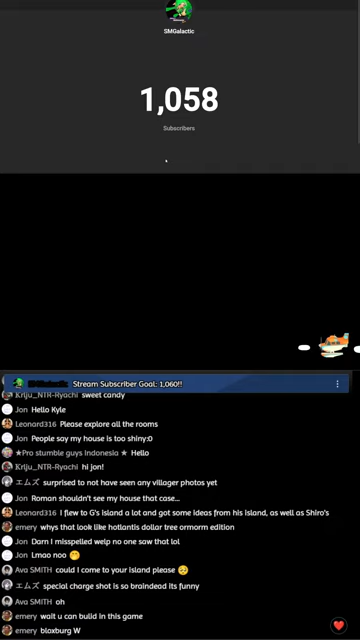 SMGalactic
1,058
Subscribers
SMGalactic Stream Subscriber Goal: 1,060!!
Krlju_NTR-Ryachi sweet candy
Jon Hello Kyle
Leonard316 Please explore all the rooms
Jon People say my house is too shiny:0
★Pro stumble guys Indonesia ★ Hello
Krlju_NTR-Ryachi hi jon!
エムズ surprised to not have seen any villager photos yet
Jon Roman shouldn't see my house that case...
Leonard316 I flew to G's island a lot and got some ideas from his island, as well as Shiro's
emery whys that look like hotlantis dollar tree ormorm edition
Jon Darn I misspelled welp no one saw that lol
Jon Lmao noo
Ava SMITH could I come to your island please
エムズ special charge shot is so braindead its funny
Ava SMITH oh
emery wait u can bulid in this game
emery bloxburg W